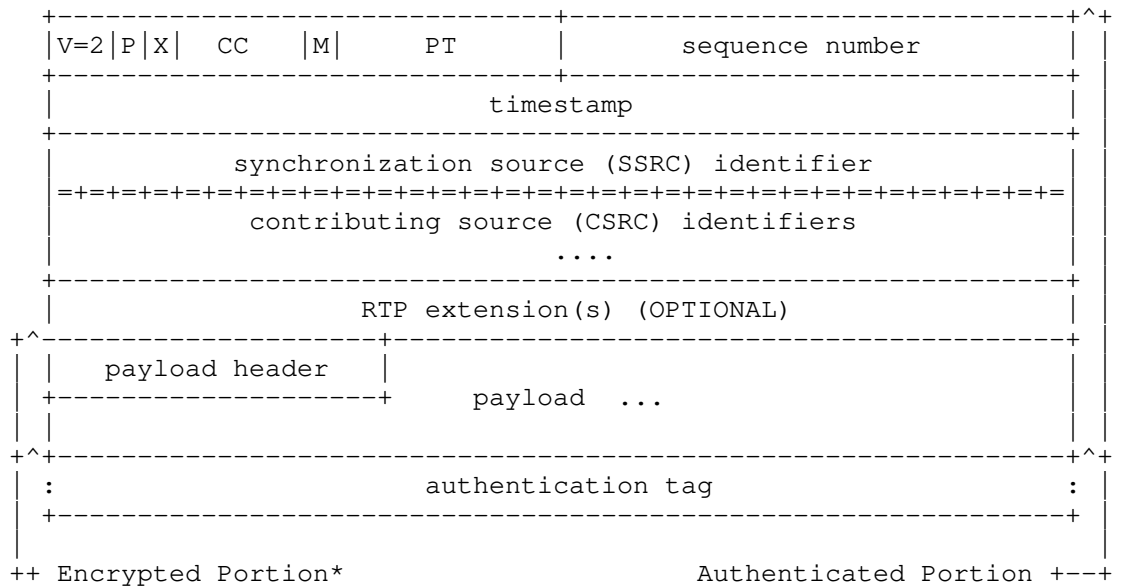 +-------------------------------+-------------------------------+^+
|V=2|P|X|  CC   |M|     PT      |       sequence number         | |
+-------------------------------+-------------------------------+ |
|                           timestamp                           | |
+---------------------------------------------------------------+ |
|           synchronization source (SSRC) identifier            | |
|=+=+=+=+=+=+=+=+=+=+=+=+=+=+=+=+=+=+=+=+=+=+=+=+=+=+=+=+=+=+=+=| |
|            contributing source (CSRC) identifiers             | |
|                               ....                            | |
+---------------------------------------------------------------+ |
|                   RTP extension(s) (OPTIONAL)                 | |
+^---------------------+------------------------------------------+ |
| |   payload header   |                                          | |
| +--------------------+     payload  ...                         | |
| |                                                               | |
+^+---------------------------------------------------------------+^+
| :                       authentication tag                      : |
| +---------------------------------------------------------------+ |
|                                                                   |
++ Encrypted Portion*                      Authenticated Portion +--+